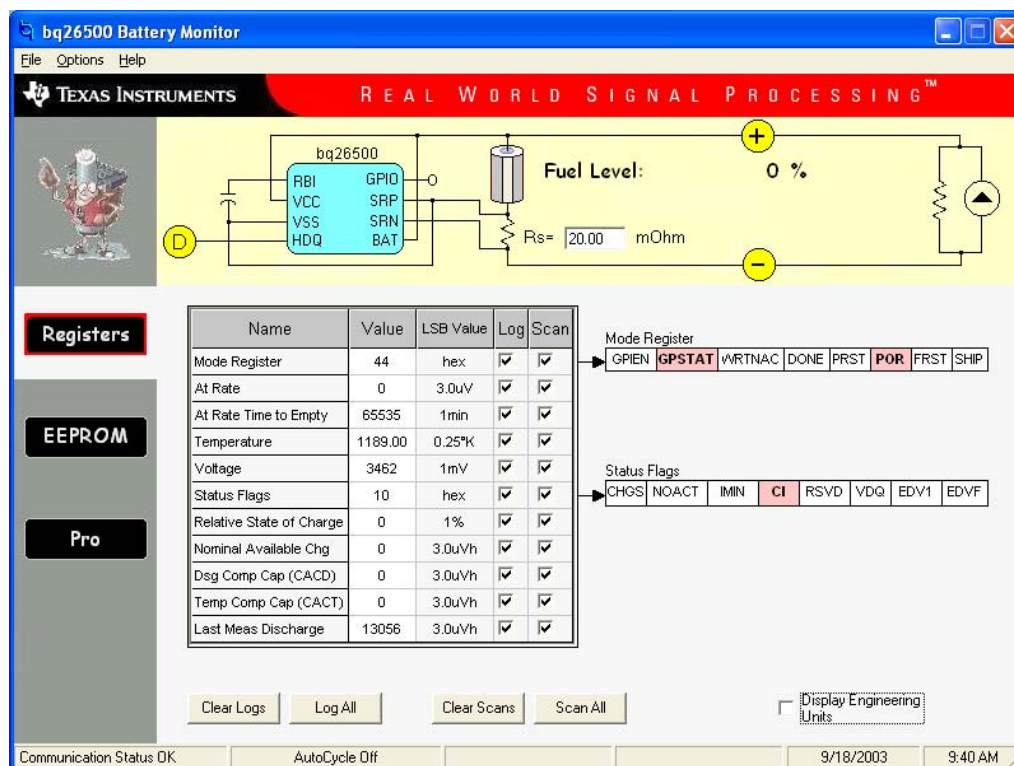 bq26500 Battery Monitor
File Options Help
TEXAS INSTRUMENTS
REAL WORLD SIGNAL PROCESSING™
bq26500
RBI GPIO
VCC SRP
VSS SRN
HDQ BAT
D
Fuel Level: 0 %
Rs= 20.00 mOhm
+
−
Registers
EEPROM
Pro
Name Value LSB Value Log Scan
Mode Register 44 hex
At Rate 0 3.0uV
At Rate Time to Empty 65535 1min
Temperature 1189.00 0.25°K
Voltage 3462 1mV
Status Flags 10 hex
Relative State of Charge 0 1%
Nominal Available Chg 0 3.0uVh
Dsg Comp Cap (CACD) 0 3.0uVh
Temp Comp Cap (CACT) 0 3.0uVh
Last Meas Discharge 13056 3.0uVh
Mode Register
GPIEN GPSTAT WRTNAC DONE PRST POR FRST SHIP
Status Flags
CHGS NOACT IMIN CI RSVD VDQ EDV1 EDVF
Clear Logs Log All Clear Scans Scan All
Display Engineering
Units
Communication Status OK AutoCycle Off 9/18/2003 9:40 AM